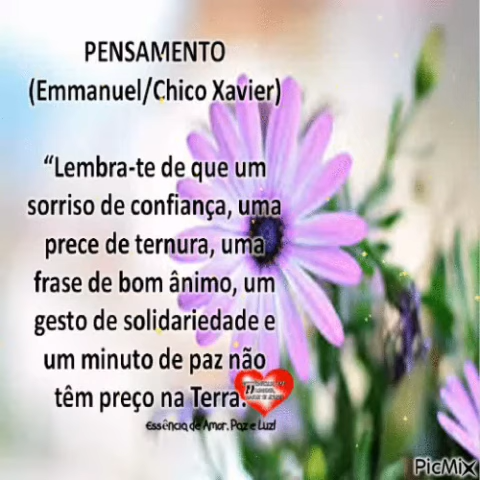 PENSAMENTO
(Emmanuel/Chico Xavier)
“Lembra-te de que um
sorriso de confiança, uma
prece de ternura, uma
frase de bom ânimo, um
gesto de solidariedade e
um minuto de paz não
têm preço na Terra.
Essência de Amor, Paz e Luz!
PicMix